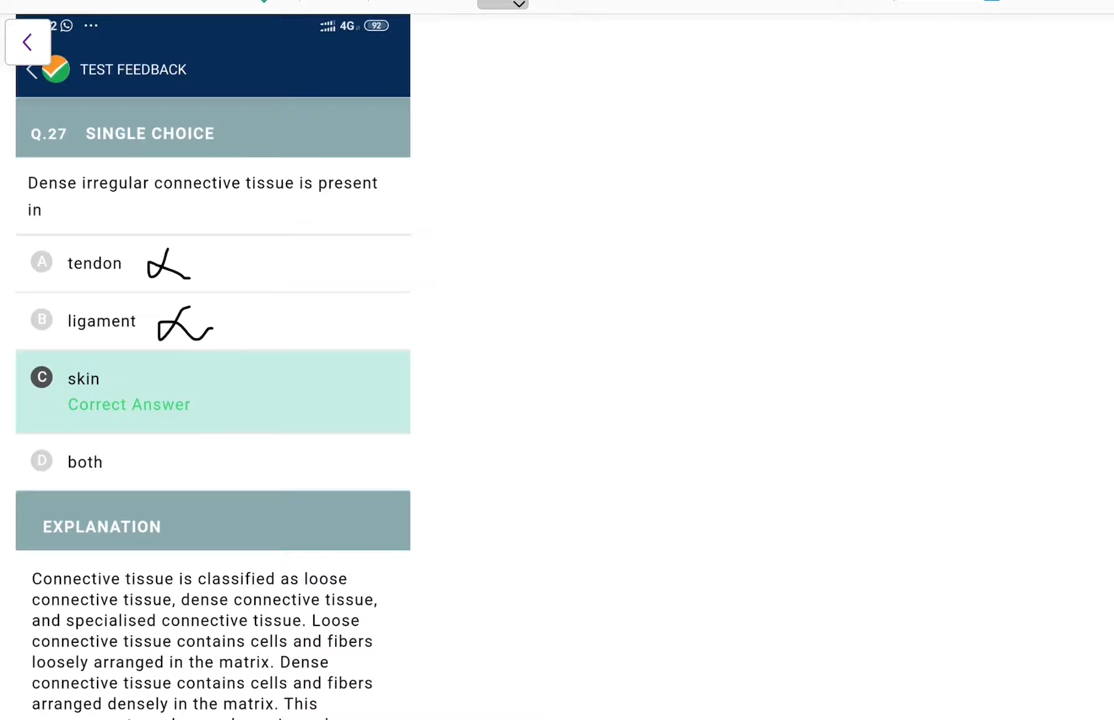 2 ...
4G 92
TEST FEEDBACK
Q.27 SINGLE CHOICE
Dense irregular connective tissue is present
in
A tendon
B ligament
C skin
Correct Answer
D both
EXPLANATION
Connective tissue is classified as loose
connective tissue, dense connective tissue,
and specialised connective tissue. Loose
connective tissue contains cells and fibers
loosely arranged in the matrix. Dense
connective tissue contains cells and fibers
arranged densely in the matrix. This